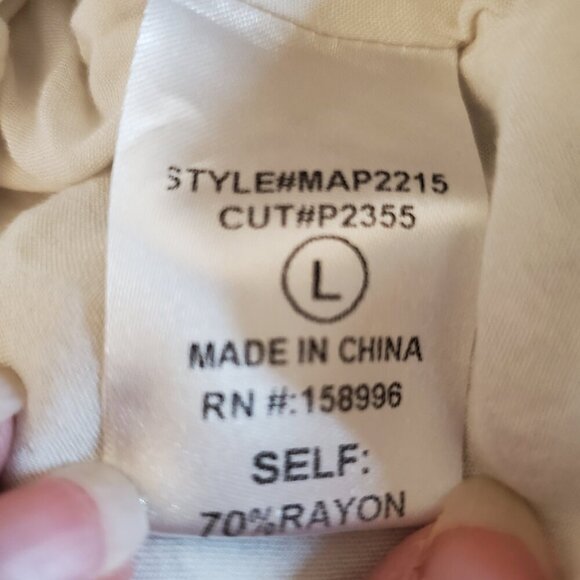 STYLE#MAP2215
CUT#P2355
L
MADE IN CHINA
RN #:158996
SELF:
70%RAYON